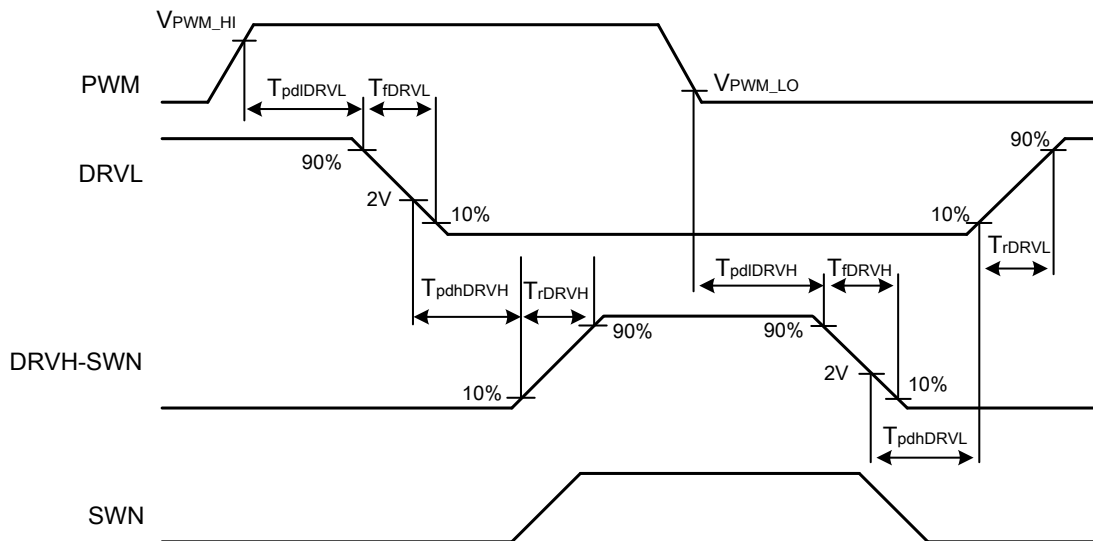 VPWM_HI
PWM
TpdlDRVL
TfDRVL
VPWM_LO
DRVL
90%
2V
10%
90%
10%
TrDRVL
TpdhDRVH
TrDRVH
TpdlDRVH
TfDRVH
DRVH-SWN
10%
90%
90%
2V
10%
TpdhDRVL
SWN